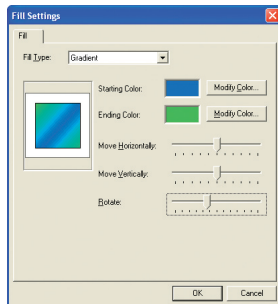 Fill Settings
Fill
Fill Type: Gradient
Starting Color: Modify Color...
Ending Color: Modify Color...
Move Horizontally:
Move Vertically:
Rotate:
OK Cancel